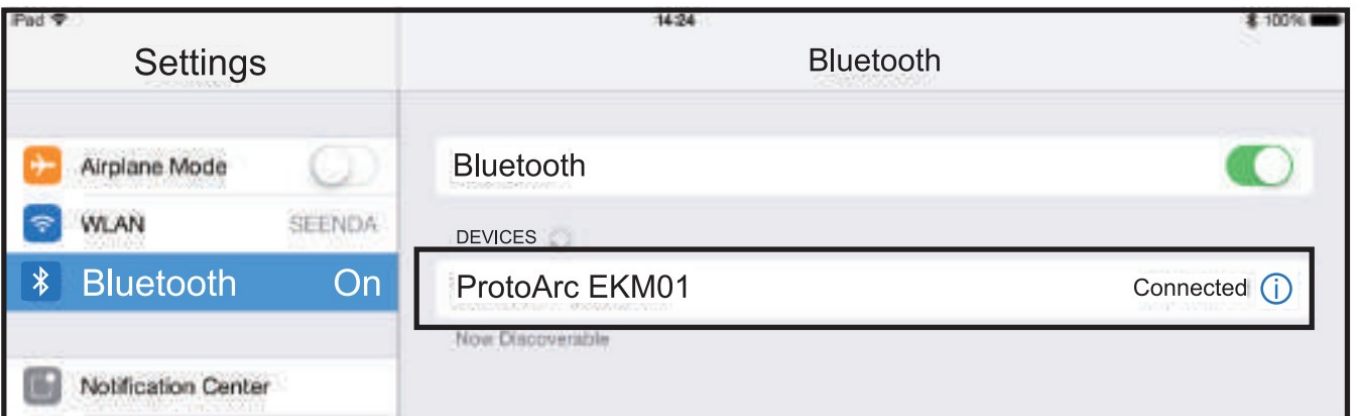 iPad 14:24 100%
Settings Bluetooth
Airplane Mode
Bluetooth
WLAN SEENDA
DEVICES
Bluetooth On
ProtoArc EKM01 Connected
Now Discoverable
Notification Center